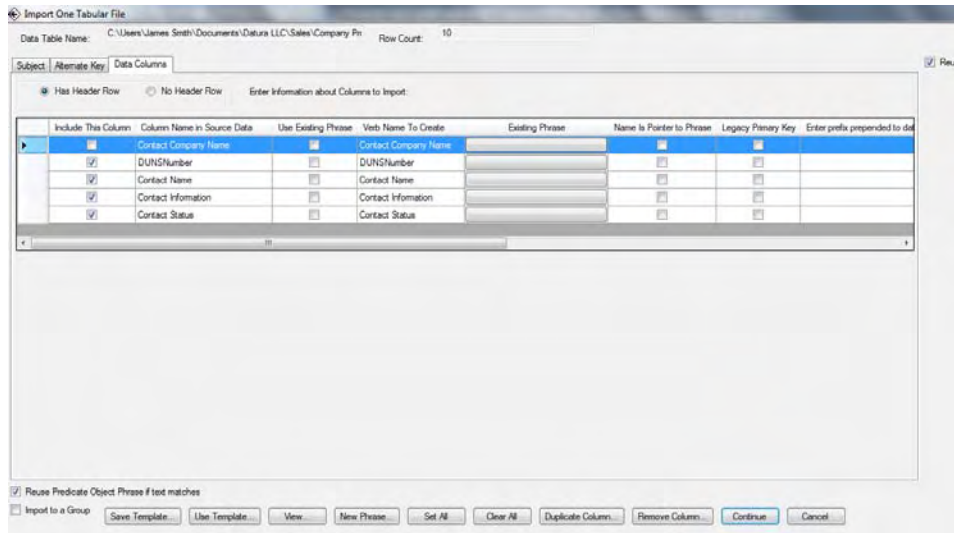 Import One Tabular File
Data Table Name: C:\Users\James Smith\Documents\Datura LLC\Sales\Company Pr Row Count: 10
Subject Alternate Key Data Columns Reu
Has Header Row No Header Row Enter Information about Columns to Import:
Include This Column Column Name in Source Data Use Existing Phrase Verb Name To Create Existing Phrase Name Is Pointer to Phrase Legacy Primary Key Enter prefix prepended to dat
Contact Company Name Contact Company Name
DUNSNumber DUNSNumber
Contact Name Contact Name
Contact Information Contact Information
Contact Status Contact Status
Reuse Predicate Object Phrase if text matches
Import to a Group Save Template... Use Template... View... New Phrase... Set All Clear All Duplicate Column... Remove Column... Continue Cancel